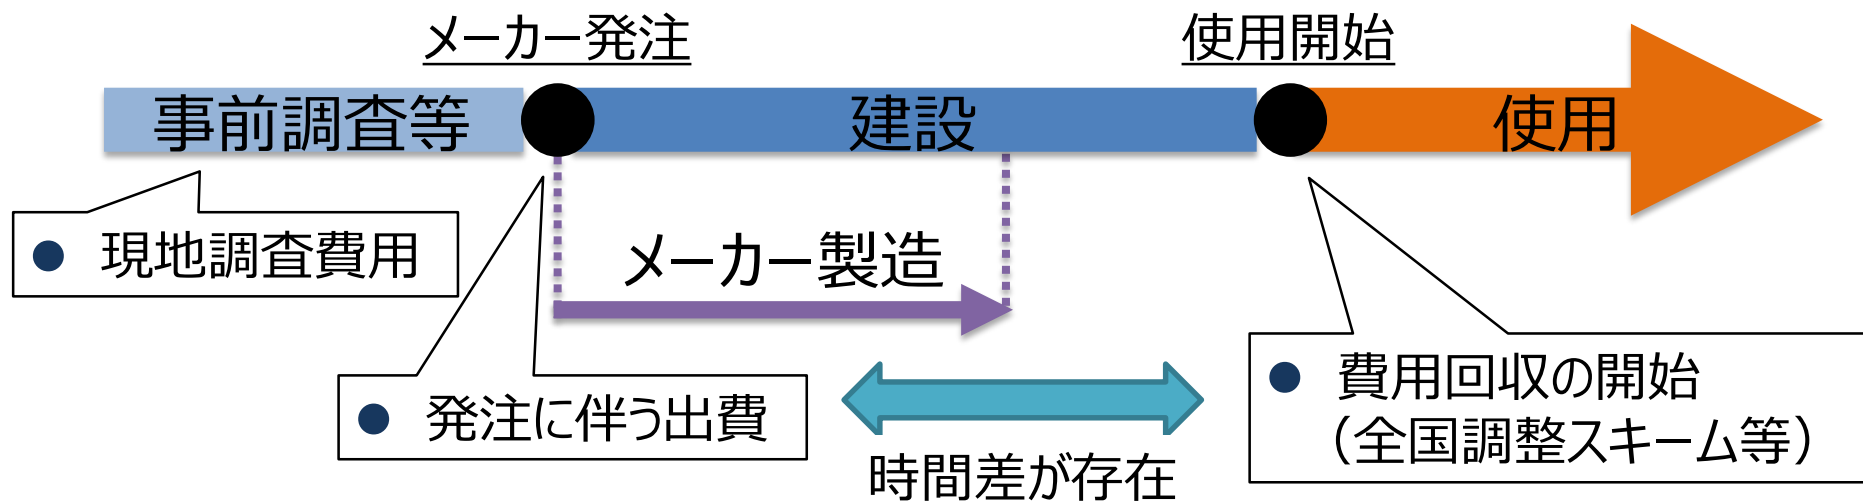 メーカー発注
使用開始
事前調査等
建設
使用
● 現地調査費用
メーカー製造
● 発注に伴う出費
● 費用回収の開始
（全国調整スキーム等）
時間差が存在